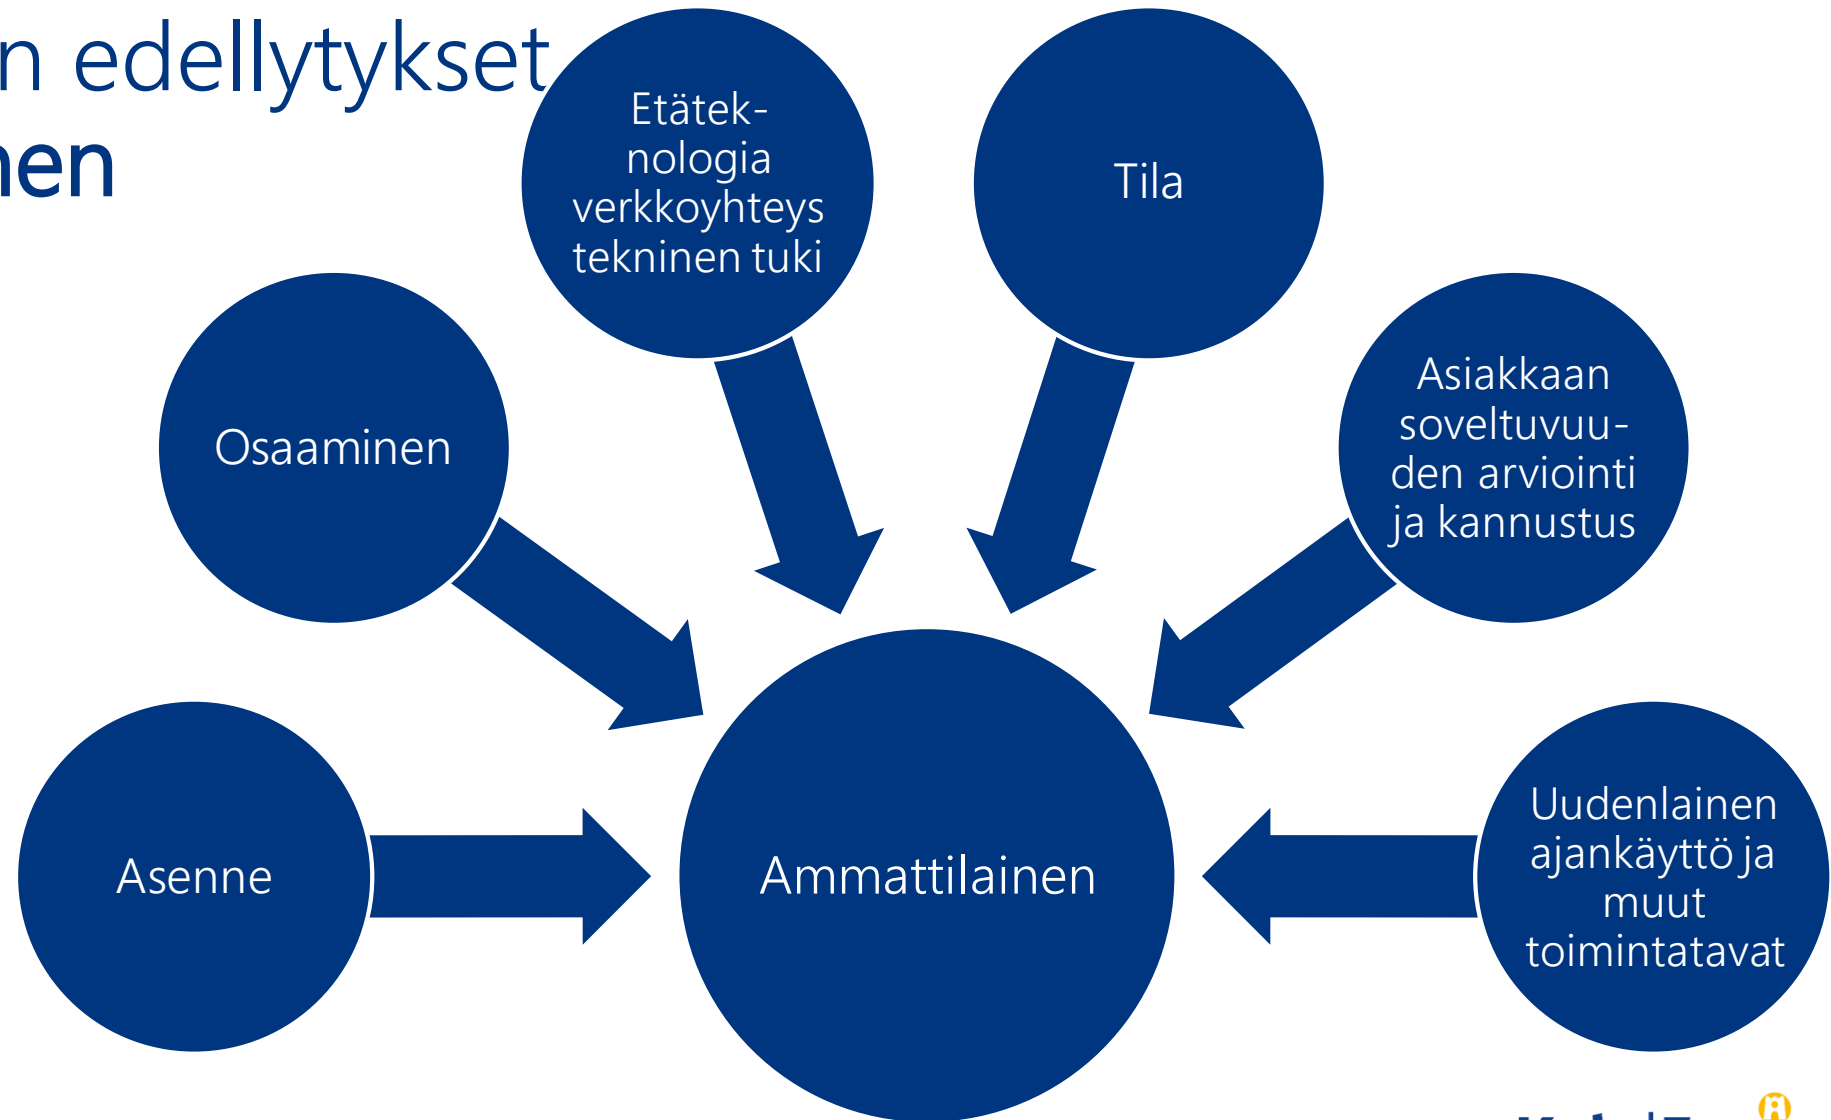 n edellytykset
nen
Etätek-
nologia
verkkoyhteys
tekninen tuki
Tila
Osaaminen
Asiakkaan
soveltuvuu-
den arviointi
ja kannustus
Asenne
Ammattilainen
Uudenlainen
ajankäyttö ja
muut
toimintatavat